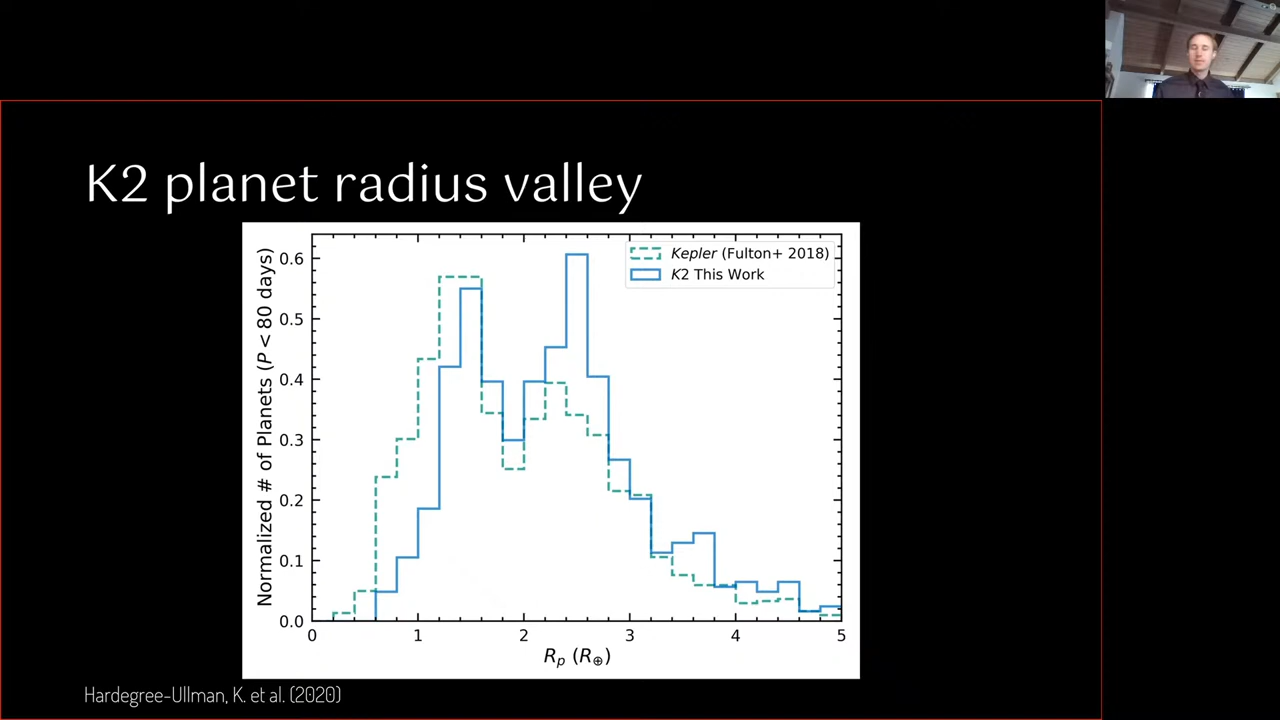 K2 planet radius valley
Normalized # of Planets (P < 80 days)
0.6
0.5
0.4
0.3
0.2
0.1
0.0
Kepler (Fulton+ 2018)
K2 This Work
0 1 2 3 4 5
Rₚ (R⊕)
Hardegree-Ullman, K. et al. (2020)